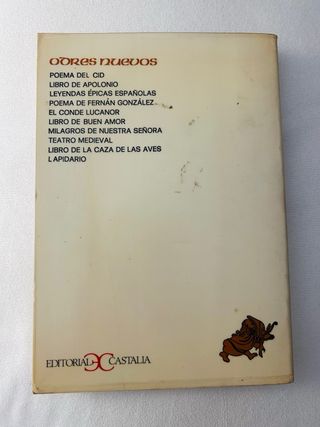 ODRES NUEVOS
POEMA DEL CID
LIBRO DE APOLONIO
LEYENDAS ÉPICAS ESPAÑOLAS
POEMA DE FERNÁN GONZÁLEZ
EL CONDE LUCANOR
LIBRO DE BUEN AMOR
MILAGROS DE NUESTRA SEÑORA
TEATRO MEDIEVAL
LIBRO DE LA CAZA DE LAS AVES
LAPIDARIO
EDITORIAL CASTALIA